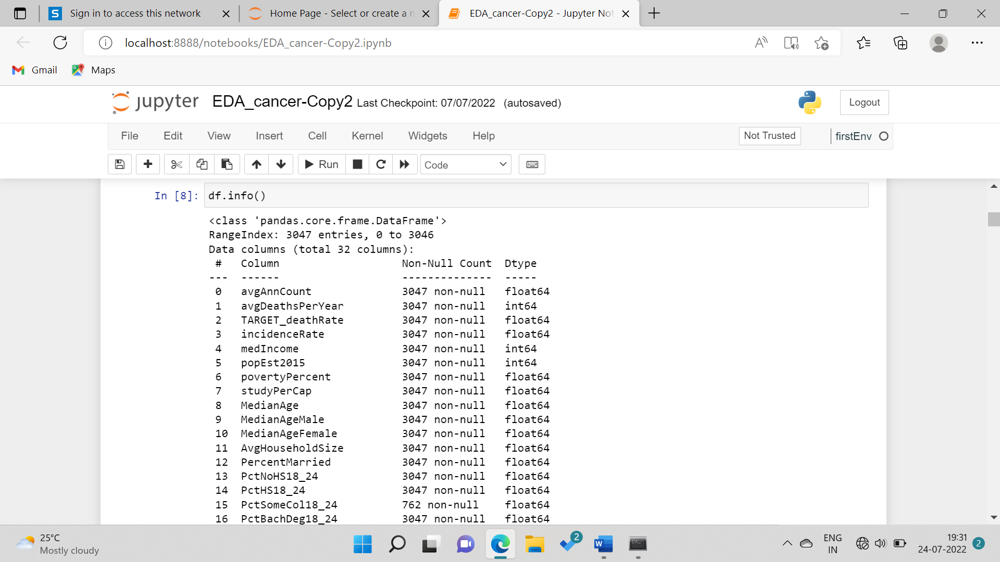 Sign in to access this network
Home Page - Select or create a n
EDA_cancer-Copy2 - Jupyter Not
localhost:8888/notebooks/EDA_cancer-Copy2.ipynb
Gmail
Maps
jupyter EDA_cancer-Copy2 Last Checkpoint: 07/07/2022 (autosaved)
Logout
File Edit View Insert Cell Kernel Widgets Help
Not Trusted
firstEnv
Run
Code
In [8]: df.info()
<class 'pandas.core.frame.DataFrame'>
RangeIndex: 3047 entries, 0 to 3046
Data columns (total 32 columns):
# Column Non-Null Count Dtype
--- ------ -------------- -----
0 avgAnnCount 3047 non-null float64
1 avgDeathsPerYear 3047 non-null int64
2 TARGET_deathRate 3047 non-null float64
3 incidenceRate 3047 non-null float64
4 medIncome 3047 non-null int64
5 popEst2015 3047 non-null int64
6 povertyPercent 3047 non-null float64
7 studyPerCap 3047 non-null float64
8 MedianAge 3047 non-null float64
9 MedianAgeMale 3047 non-null float64
10 MedianAgeFemale 3047 non-null float64
11 AvgHouseholdSize 3047 non-null float64
12 PercentMarried 3047 non-null float64
13 PctNoHS18_24 3047 non-null float64
14 PctHS18_24 3047 non-null float64
15 PctSomeCol18_24 762 non-null float64
16 PctBachDeg18_24 3047 non-null float64
25°C
Mostly cloudy
2
ENG
IN
19:31
24-07-2022
2